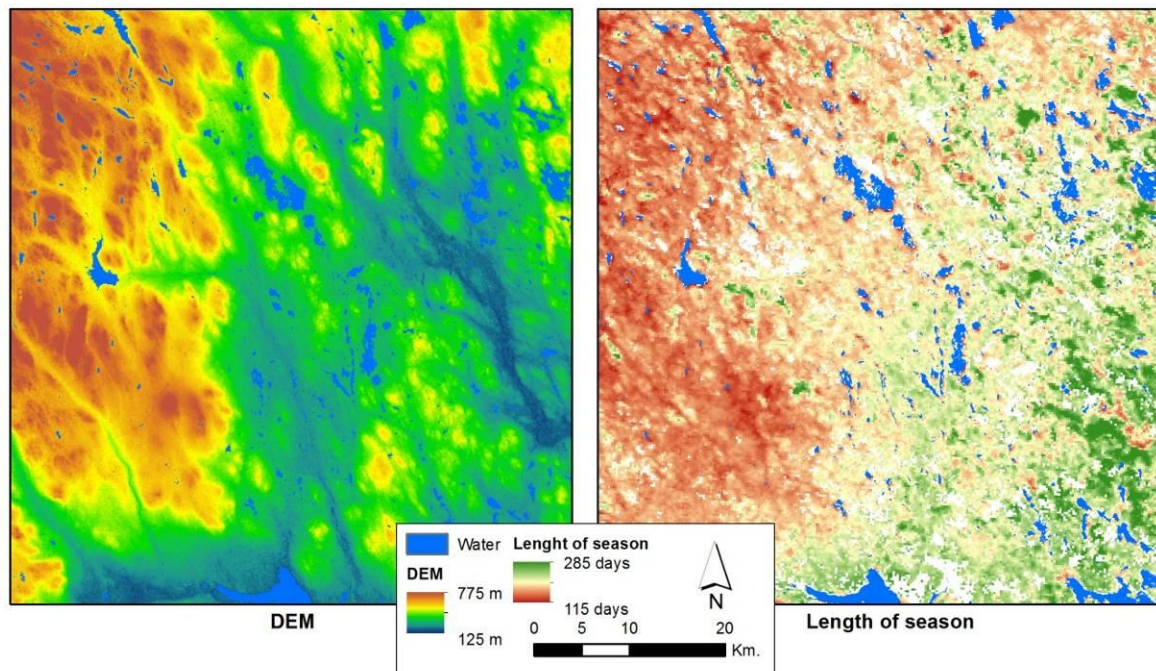 Water
DEM
775 m
125 m
Lenght of season
285 days
115 days
N
0 5 10 20
Km.
DEM
Length of season